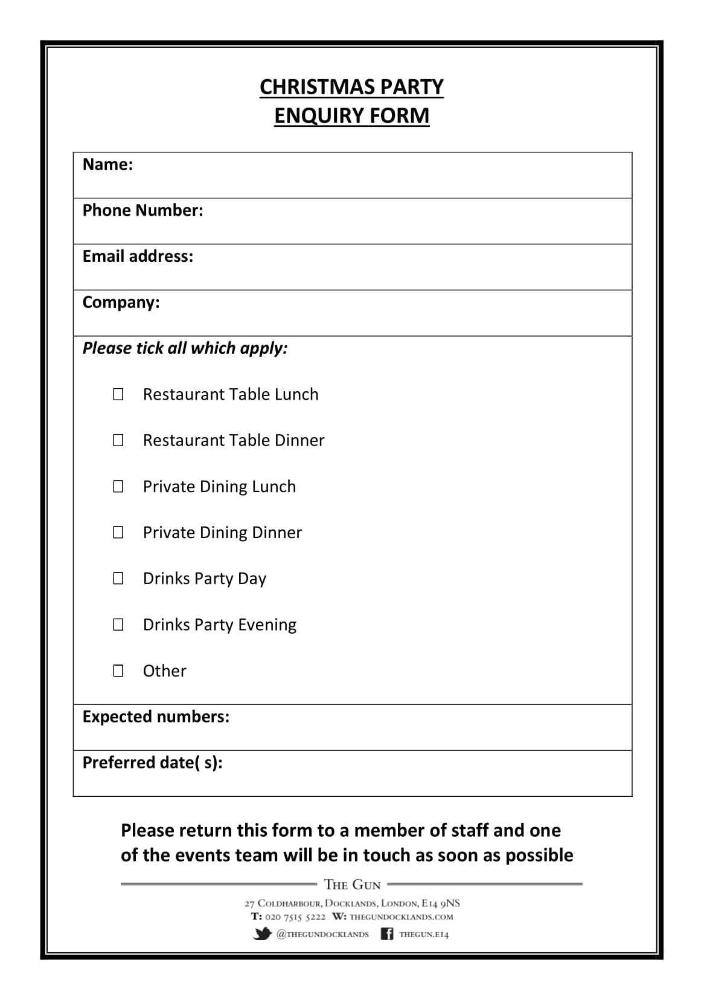 CHRISTMAS PARTY
ENQUIRY FORM
Name:
Phone Number:
Email address:
Company:
Please tick all which apply:
Restaurant Table Lunch
Restaurant Table Dinner
Private Dining Lunch
Private Dining Dinner
Drinks Party Day
Drinks Party Evening
Other
Expected numbers:
Preferred date( s):
Please return this form to a member of staff and one
of the events team will be in touch as soon as possible
THE GUN
27 COLDHARBOUR, DOCKLANDS, LONDON, E14 9NS
T: 020 7515 5222 W: THEGUNDOCKLANDS.COM
@THEGUNDOCKLANDS f THEGUN.E14